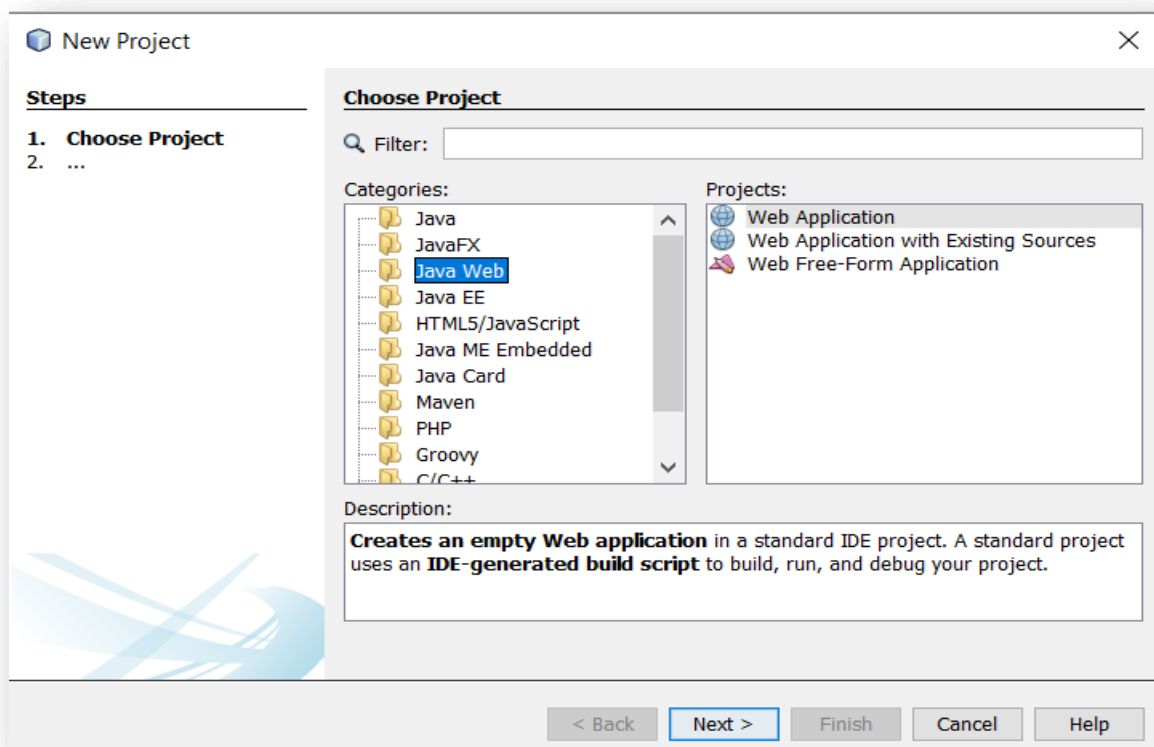 New Project
Steps
1. Choose Project
2. ...
Choose Project
Filter:
Categories:
Java
JavaFX
Java Web
Java EE
HTML5/JavaScript
Java ME Embedded
Java Card
Maven
PHP
Groovy
C/C++
Projects:
Web Application
Web Application with Existing Sources
Web Free-Form Application
Description:
Creates an empty Web application in a standard IDE project. A standard project
uses an IDE-generated build script to build, run, and debug your project.
< Back Next > Finish Cancel Help